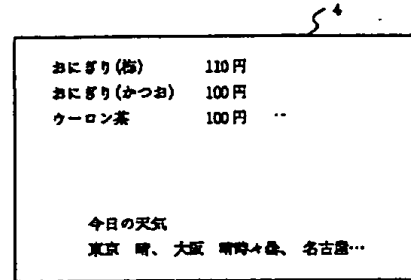 4
おにぎり(梅) 110円
おにぎり(かつお) 100円
ウーロン茶 100円
今日の天気
東京 晴、大阪 晴時々曇、名古屋…